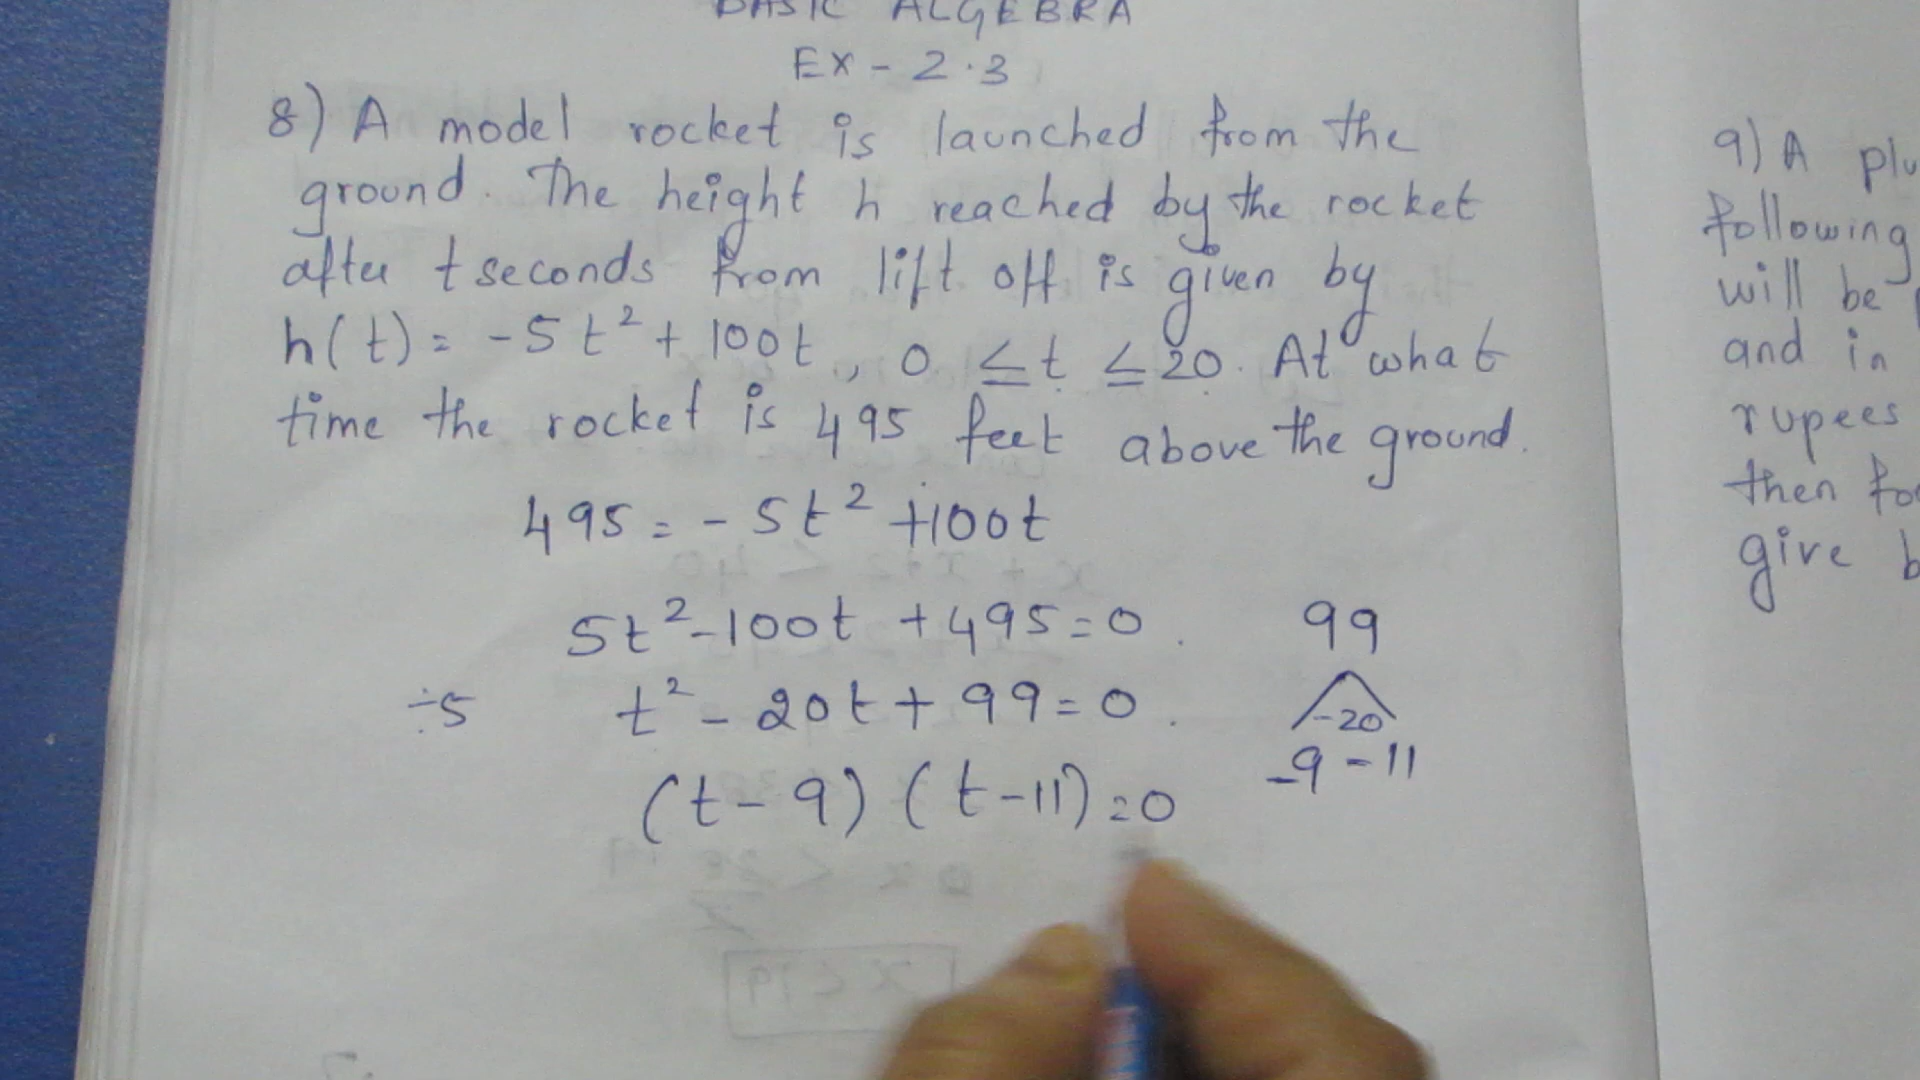 BASIC ALGEBRA
EX - 2.3
8) A model rocket is launched from the
ground. The height h reached by the rocket
after t seconds from lift off is given by
h(t) = -5t² + 100t, 0 ≤ t ≤ 20. At what
time the rocket is 495 feet above the ground.
495 = -5t² + 100t
5t² - 100t + 495 = 0.
÷5 t² - 20t + 99 = 0.
(t - 9) (t - 11) = 0
99
-20
-9 -11
9) A
following
will be
and in
rupees
then
give